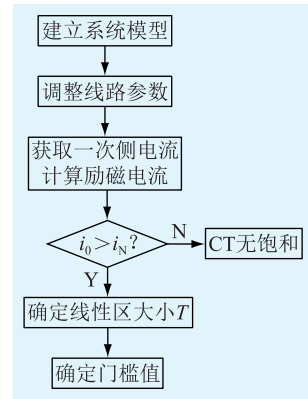 建立系统模型
调整线路参数
获取一次侧电流
计算励磁电流
i₀>i_N?
N
CT无饱和
Y
确定线性区大小T
确定门槛值